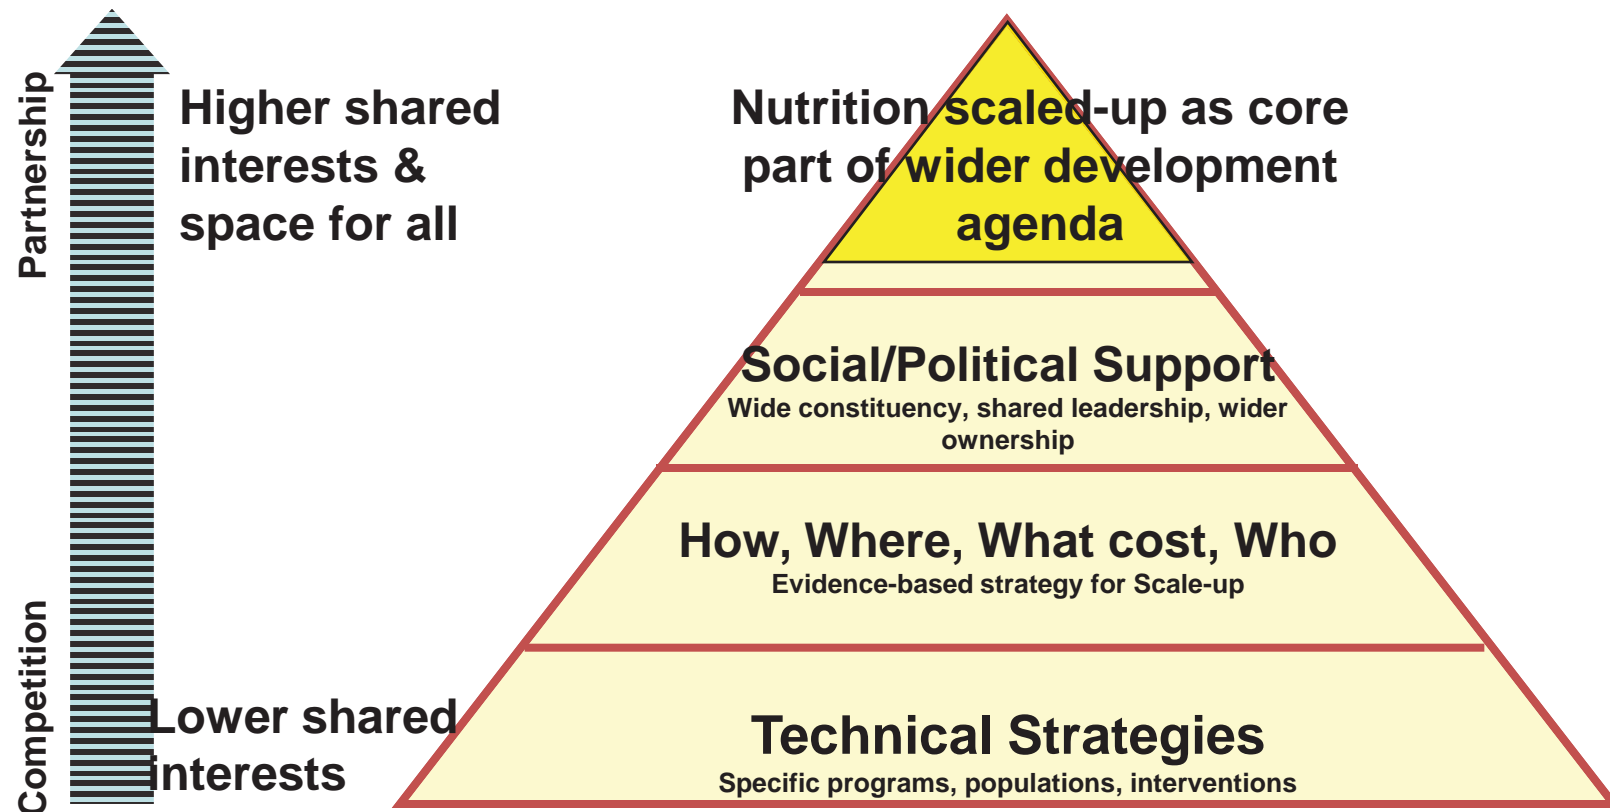 Partnership
Higher shared
interests &
space for all
Nutrition scaled-up as core
part of wider development
agenda
Social/Political Support
Wide constituency, shared leadership, wider
ownership
How, Where, What cost, Who
Evidence-based strategy for Scale-up
Competition
Lower shared
interests
Technical Strategies
Specific programs, populations, interventions